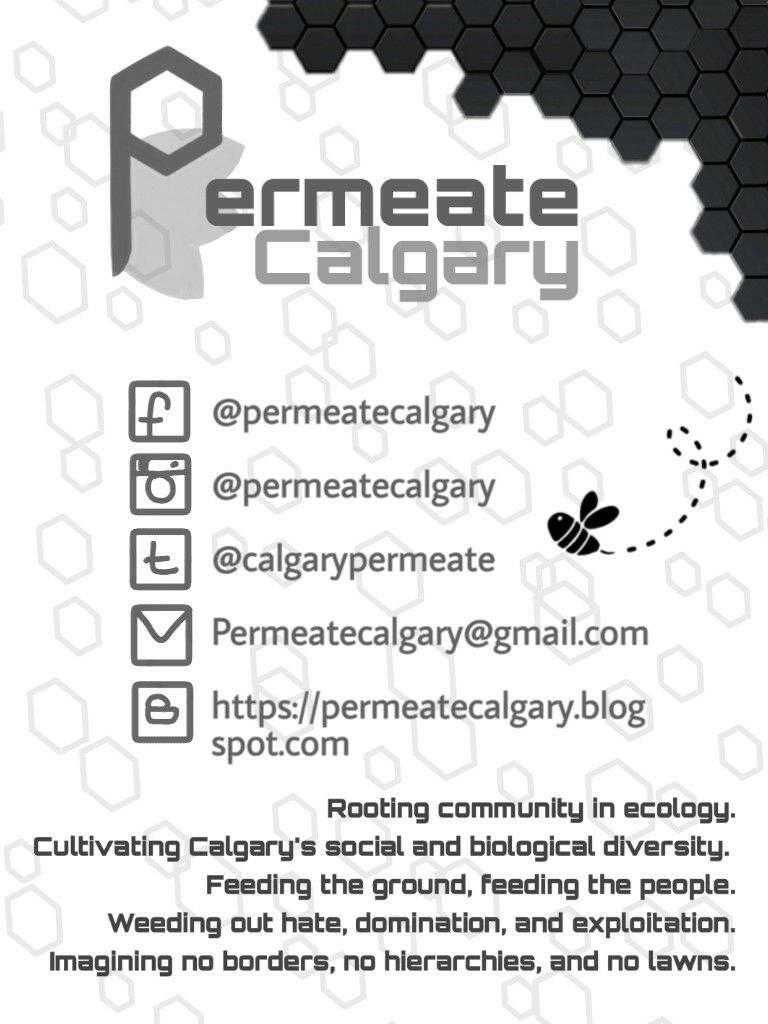 Permeate
Calgary
f @permeatecalgary
@permeatecalgary
t @calgarypermeate
Permeatecalgary@gmail.com
B https://permeatecalgary.blog
spot.com
Rooting community in ecology.
Cultivating Calgary's social and biological diversity.
Feeding the ground, feeding the people.
Weeding out hate, domination, and exploitation.
Imagining no borders, no hierarchies, and no lawns.